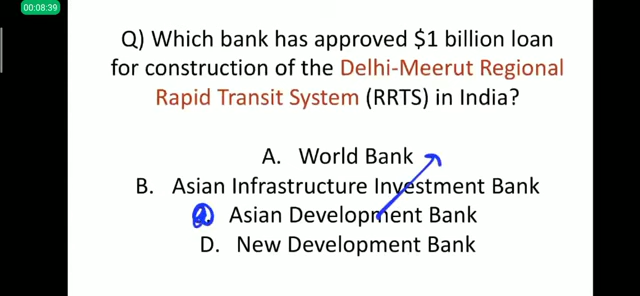 00:08:39
Q) Which bank has approved $1 billion loan
for construction of the Delhi-Meerut Regional
Rapid Transit System (RRTS) in India?
A. World Bank
B. Asian Infrastructure Investment Bank
Asian Development Bank
D. New Development Bank